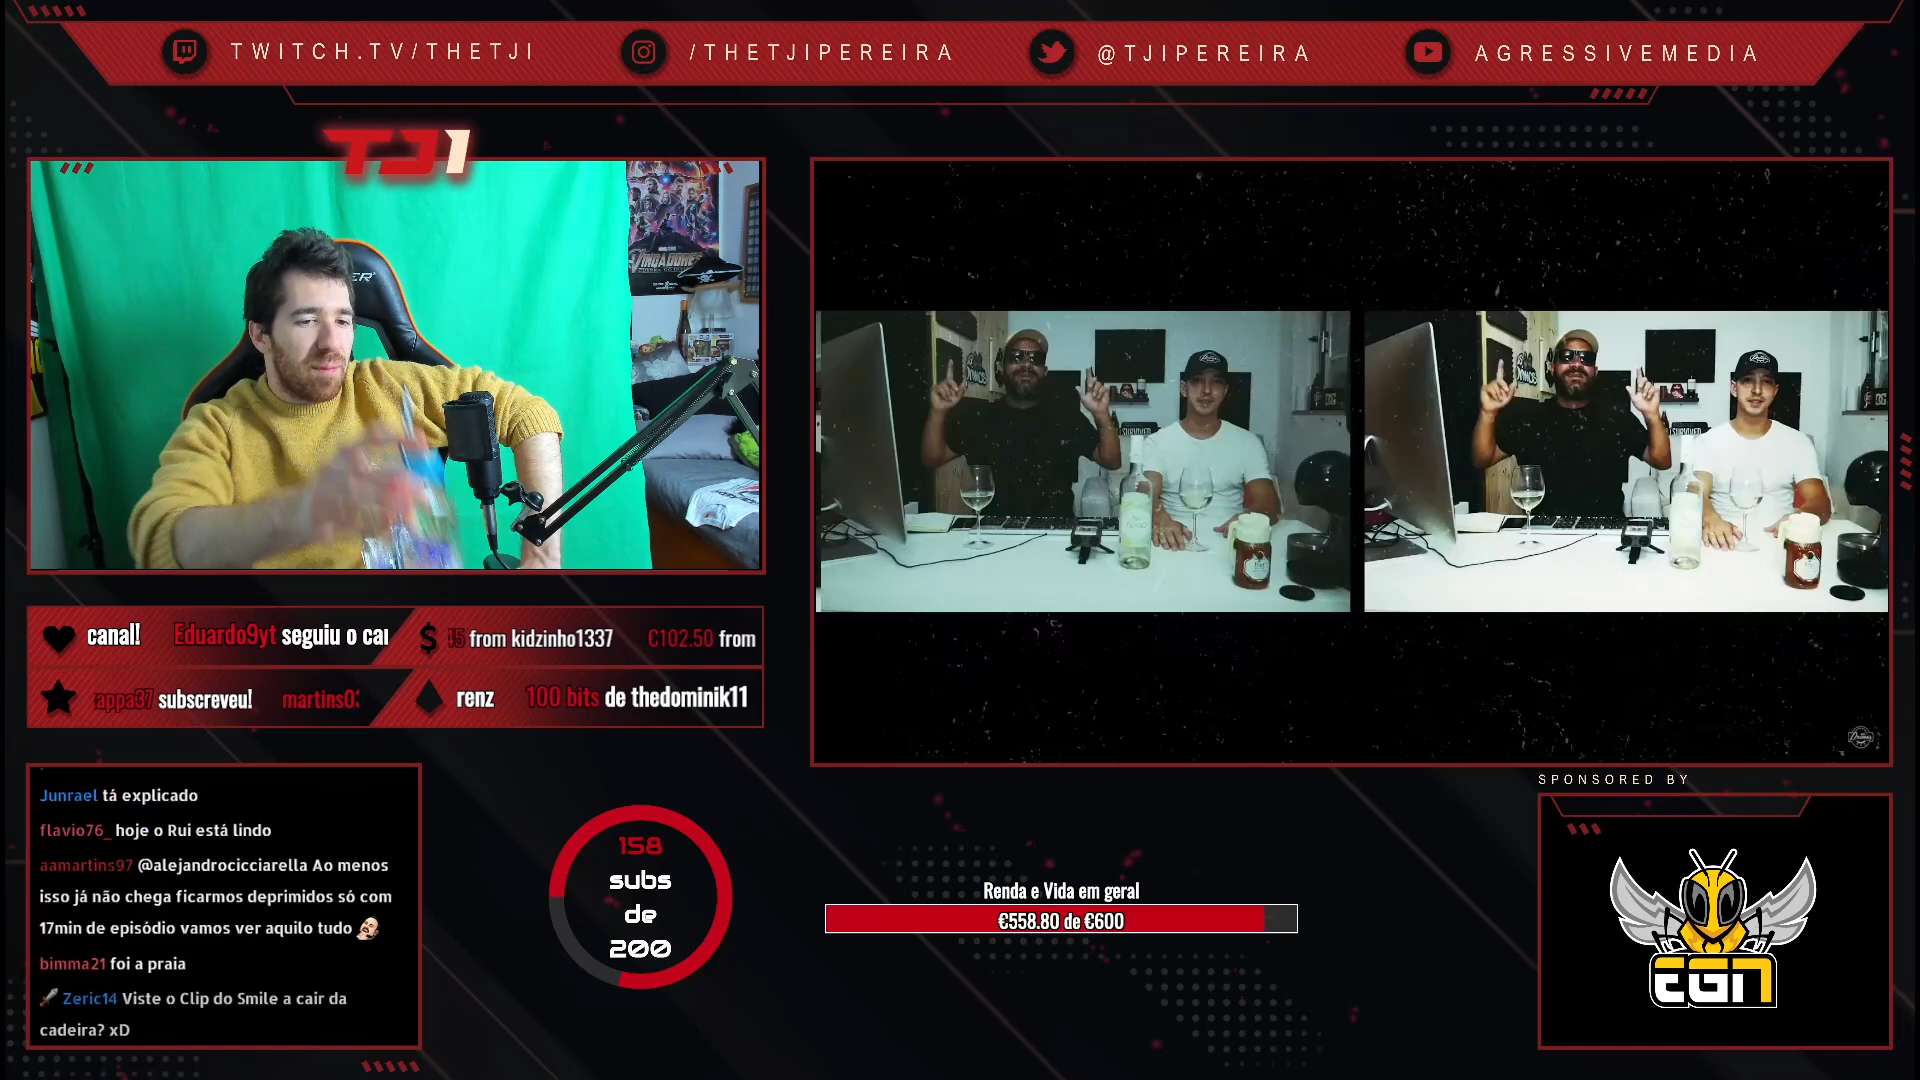 TWITCH.TV/THETJI
/THETJIPEREIRA
@TJIPEREIRA
AGRESSIVEMEDIA
TJ1
VINGADORES
canal! Eduardo9yt seguiu o
from kidzinho1337 €102.50 from
appa37 subscreveu!
renz 100 bits de thedominik11
Junrael tá explicado
flavio76_ hoje o Rui está lindo
aamartins97 @alejandrocicciarella Ao menos
isso já não chega ficarmos deprimidos só com
17min de episódio vamos ver aquilo tudo
bimma21 foi a praia
Zeric14 Viste o Clip do Smile a cair da
cadeira? xD
158
subs
de
200
Renda e Vida em geral
€558.80 de €600
SPONSORED BY
EGN